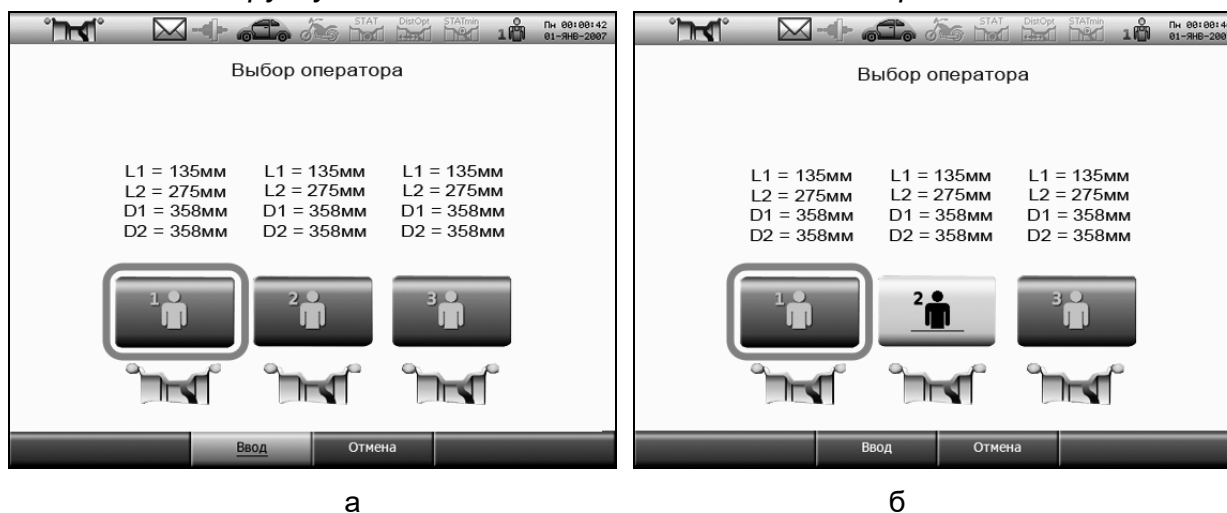 STAT DistOpt STATmin 1 Пн 00:00:42
01-ЯНВ-2007
Выбор оператора
L1 = 135мм L1 = 135мм L1 = 135мм
L2 = 275мм L2 = 275мм L2 = 275мм
D1 = 358мм D1 = 358мм D1 = 358мм
D2 = 358мм D2 = 358мм D2 = 358мм
1 2 3
Ввод Отмена
а
STAT DistOpt STATmin 1 Пн
Выбор оператора
L1 = 135мм L1 = 135мм L1 = 135мм
L2 = 275мм L2 = 275мм L2 = 275мм
D1 = 358мм D1 = 358мм D1 = 358мм
D2 = 358мм D2 = 358мм D2 = 358мм
1 2 3
Ввод Отмена
б